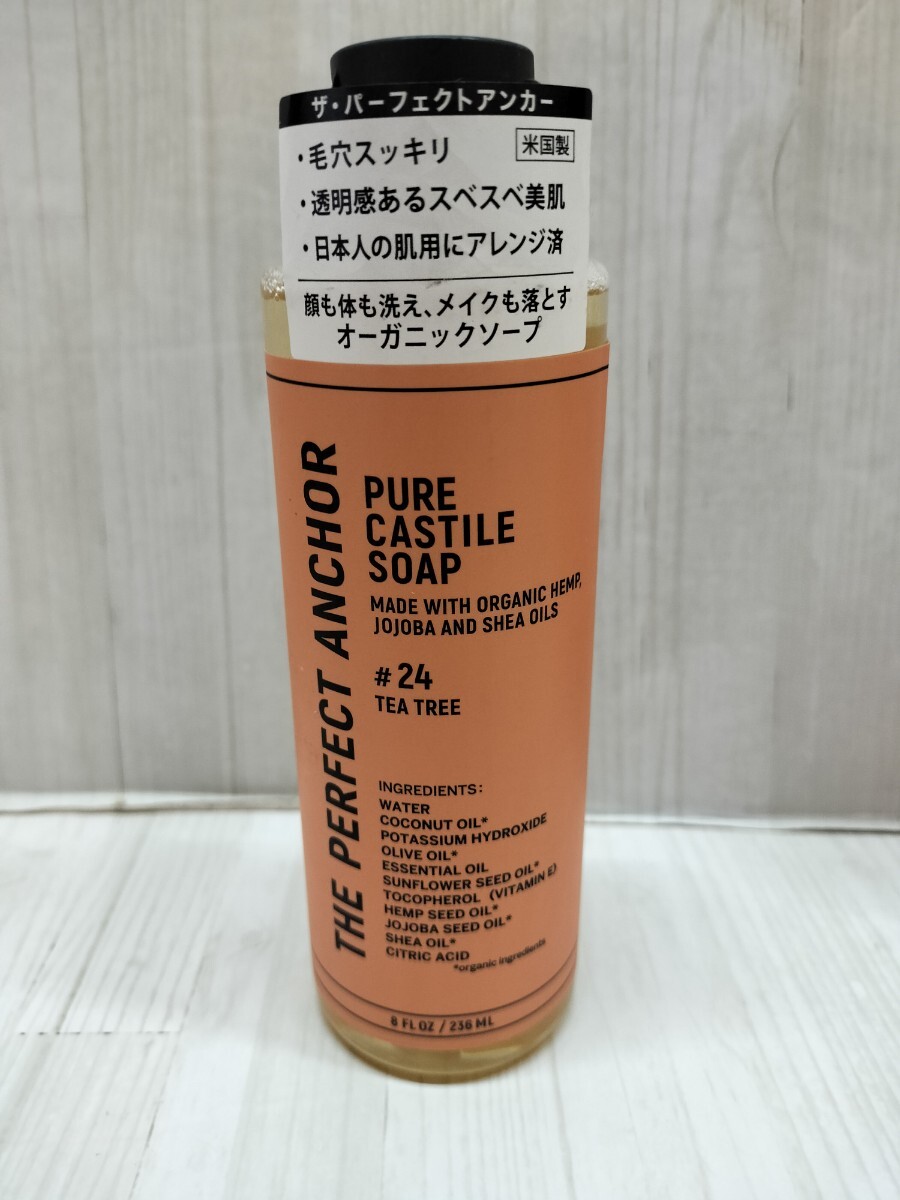 ザ・パーフェクトアンカー
・毛穴スッキリ
米国製
・透明感あるスベスベ美肌
・日本人の肌用にアレンジ済
顔も体も洗え、メイクも落とす
オーガニックソープ
THE PERFECT ANCHOR
PURE
CASTILE
SOAP
MADE WITH ORGANIC HEMP,
JOJOBA AND SHEA OILS
# 24
TEA TREE
INGREDIENTS:
WATER
COCONUT OIL*
POTASSIUM HYDROXIDE
OLIVE OIL*
ESSENTIAL OIL
SUNFLOWER SEED OIL*
TOCOPHEROL (VITAMIN E)
HEMP SEED OIL*
JOJOBA SEED OIL*
SHEA OIL*
CITRIC ACID
*organic ingredients
8 FL OZ / 236 ML